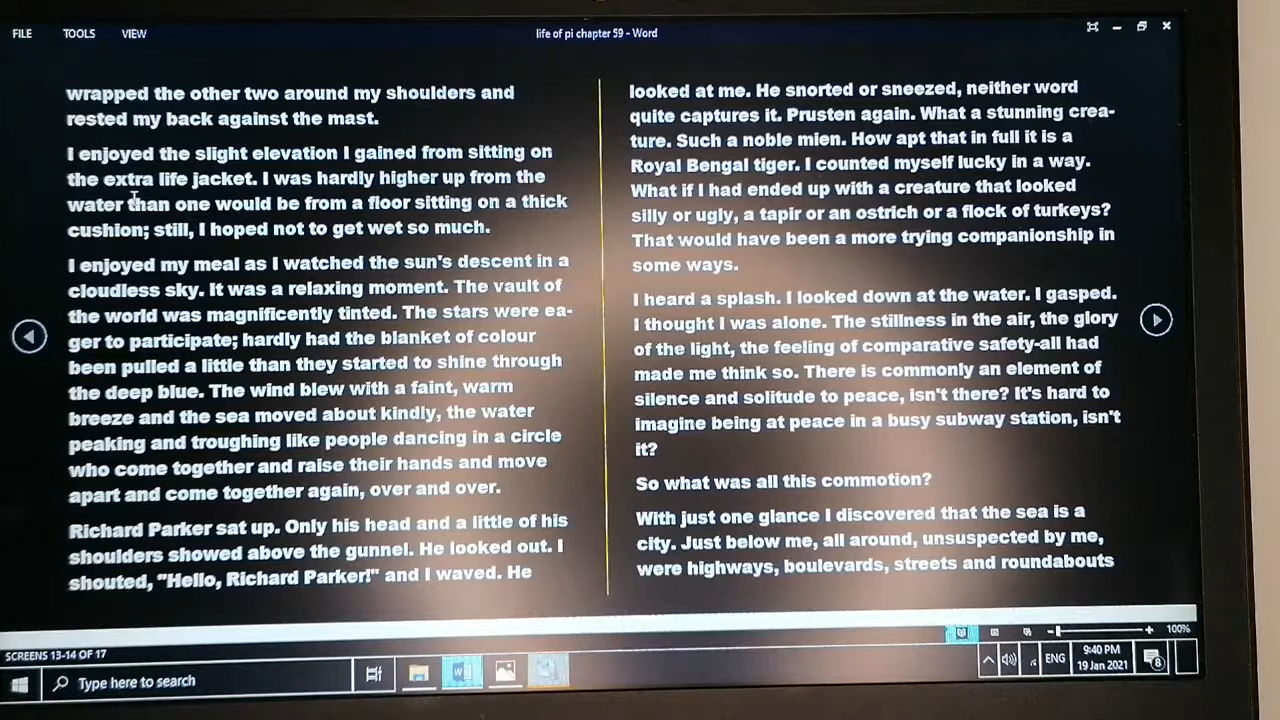 FILE TOOLS VIEW life of pi chapter 59 - Word
wrapped the other two around my shoulders and
rested my back against the mast.
I enjoyed the slight elevation I gained from sitting on
the extra life jacket. I was hardly higher up from the
water than one would be from a floor sitting on a thick
cushion; still, I hoped not to get wet so much.
I enjoyed my meal as I watched the sun's descent in a
cloudless sky. It was a relaxing moment. The vault of
the world was magnificently tinted. The stars were ea-
ger to participate; hardly had the blanket of colour
been pulled a little than they started to shine through
the deep blue. The wind blew with a faint, warm
breeze and the sea moved about kindly, the water
peaking and troughing like people dancing in a circle
who come together and raise their hands and move
apart and come together again, over and over.
Richard Parker sat up. Only his head and a little of his
shoulders showed above the gunnel. He looked out. I
shouted, "Hello, Richard Parker!" and I waved. He
looked at me. He snorted or sneezed, neither word
quite captures it. Prusten again. What a stunning crea-
ture. Such a noble mien. How apt that in full it is a
Royal Bengal tiger. I counted myself lucky in a way.
What if I had ended up with a creature that looked
silly or ugly, a tapir or an ostrich or a flock of turkeys?
That would have been a more trying companionship in
some ways.
I heard a splash. I looked down at the water. I gasped.
I thought I was alone. The stillness in the air, the glory
of the light, the feeling of comparative safety-all had
made me think so. There is commonly an element of
silence and solitude to peace, isn't there? It's hard to
imagine being at peace in a busy subway station, isn't
it?
So what was all this commotion?
With just one glance I discovered that the sea is a
city. Just below me, all around, unsuspected by me,
were highways, boulevards, streets and roundabouts
SCREENS 13-14 OF 17
100%
Type here to search
ENG
9:40 PM
19 Jan 2021
8